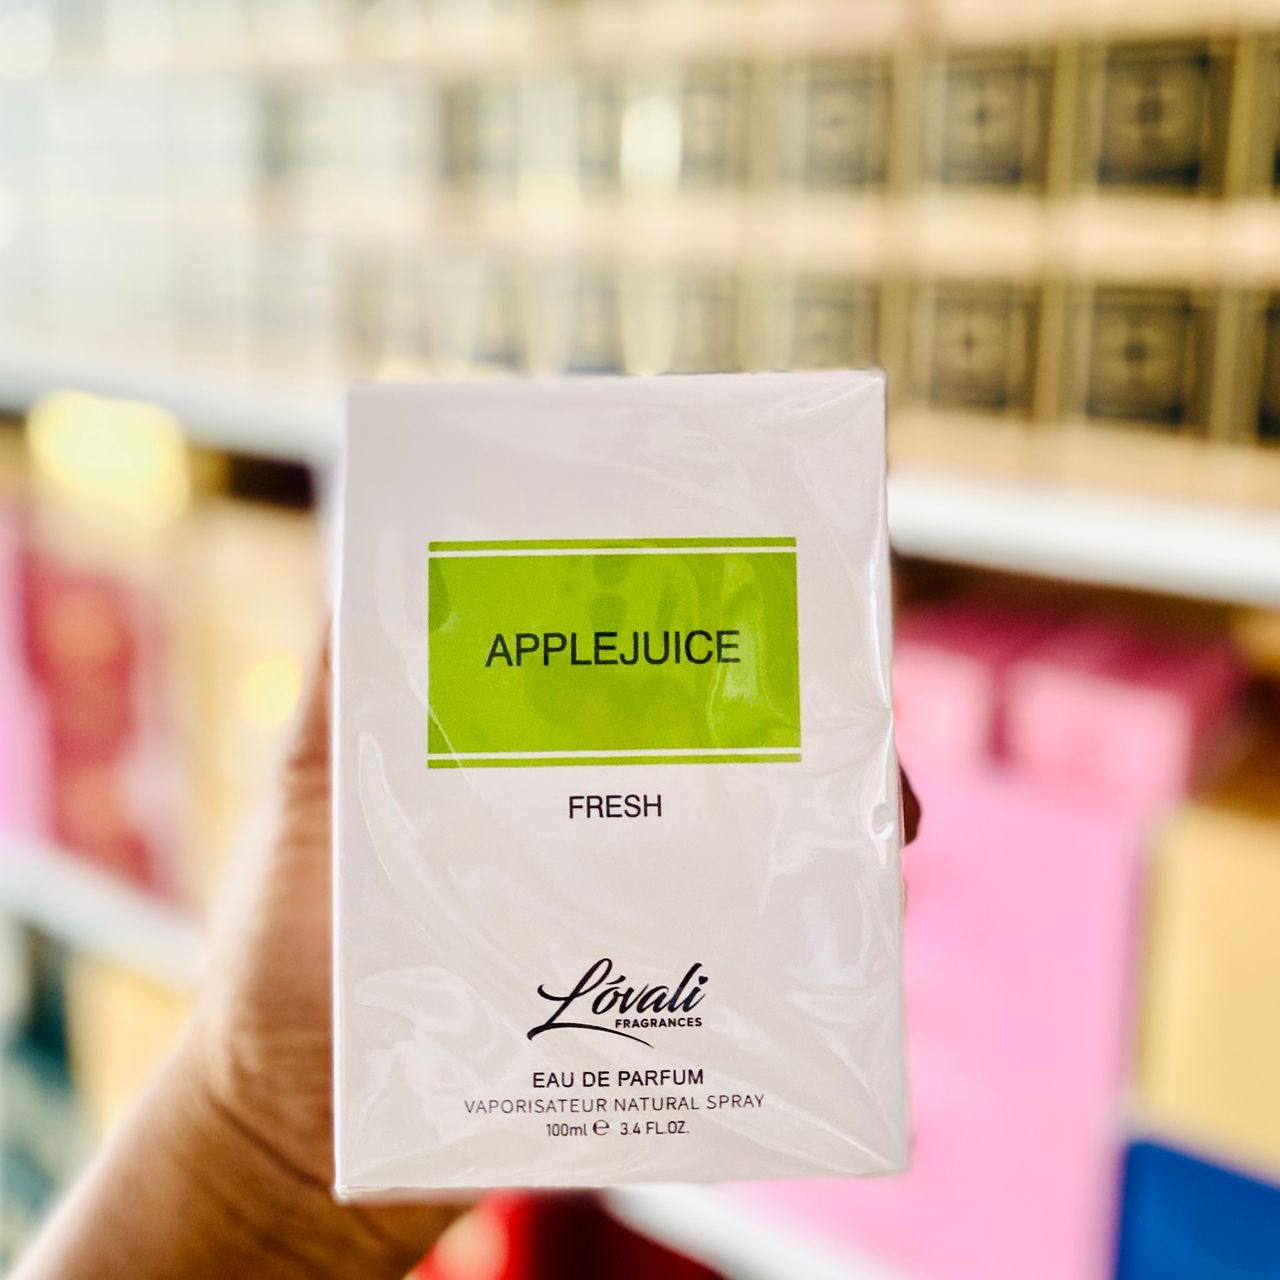 APPLEJUICE
FRESH
Lóvali
FRAGRANCES
EAU DE PARFUM
VAPORISATEUR NATURAL SPRAY
100ml ℮ 3.4 FL.OZ.